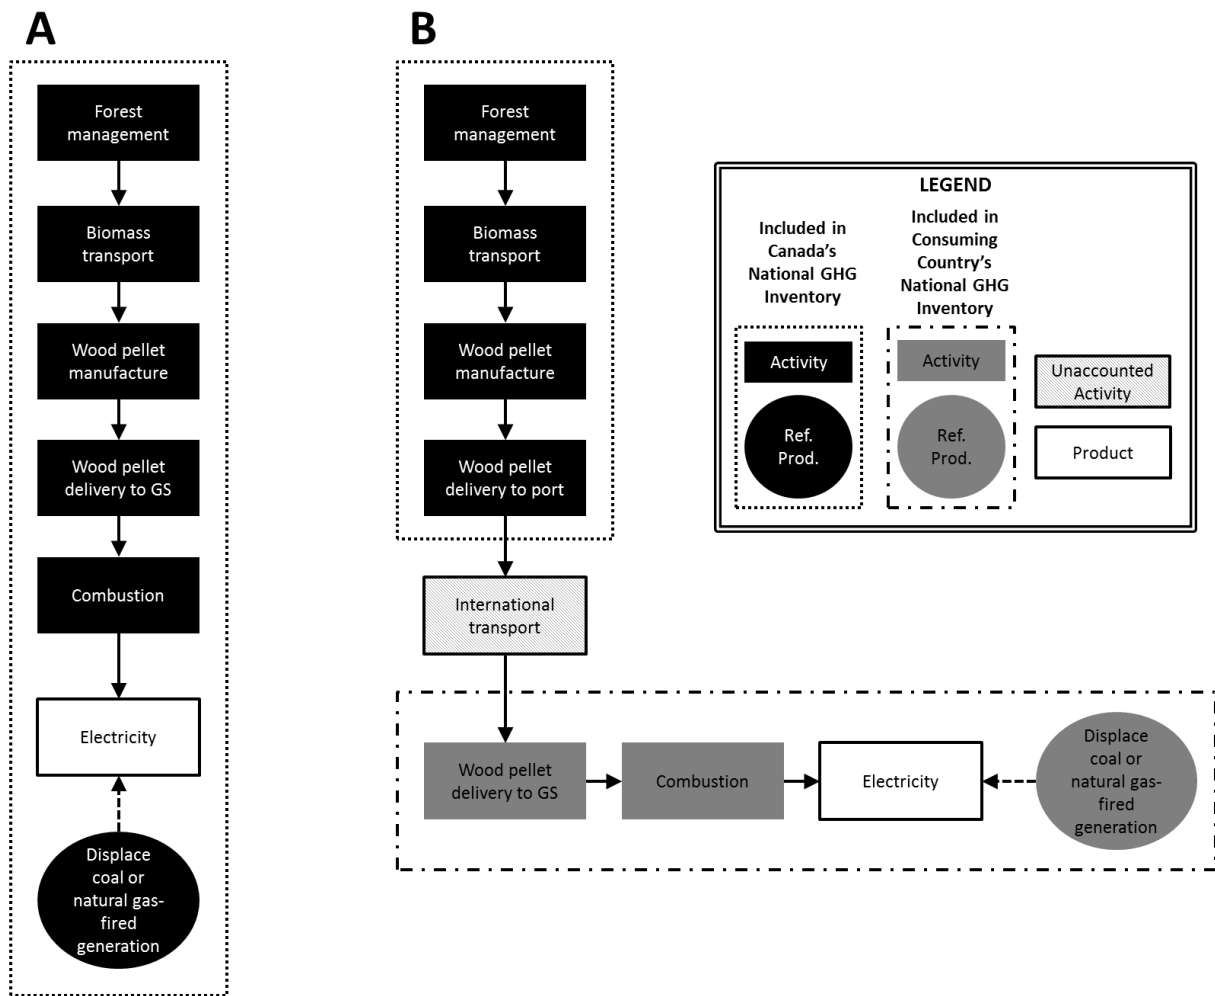 A
Forest
management
Biomass
transport
Wood pellet
manufacture
Wood pellet
delivery to GS
Combustion
Electricity
Displace
coal or
natural gas-
fired
generation
B
Forest
management
Biomass
transport
Wood pellet
manufacture
Wood pellet
delivery to port
International
transport
Wood pellet
delivery to GS
Combustion
Electricity
Displace
coal or
natural gas-
fired
generation
LEGEND
Included in
Canada's
National GHG
Inventory
Included in
Consuming
Country's
National GHG
Inventory
Activity
Ref.
Prod.
Activity
Ref.
Prod.
Unaccounted
Activity
Product